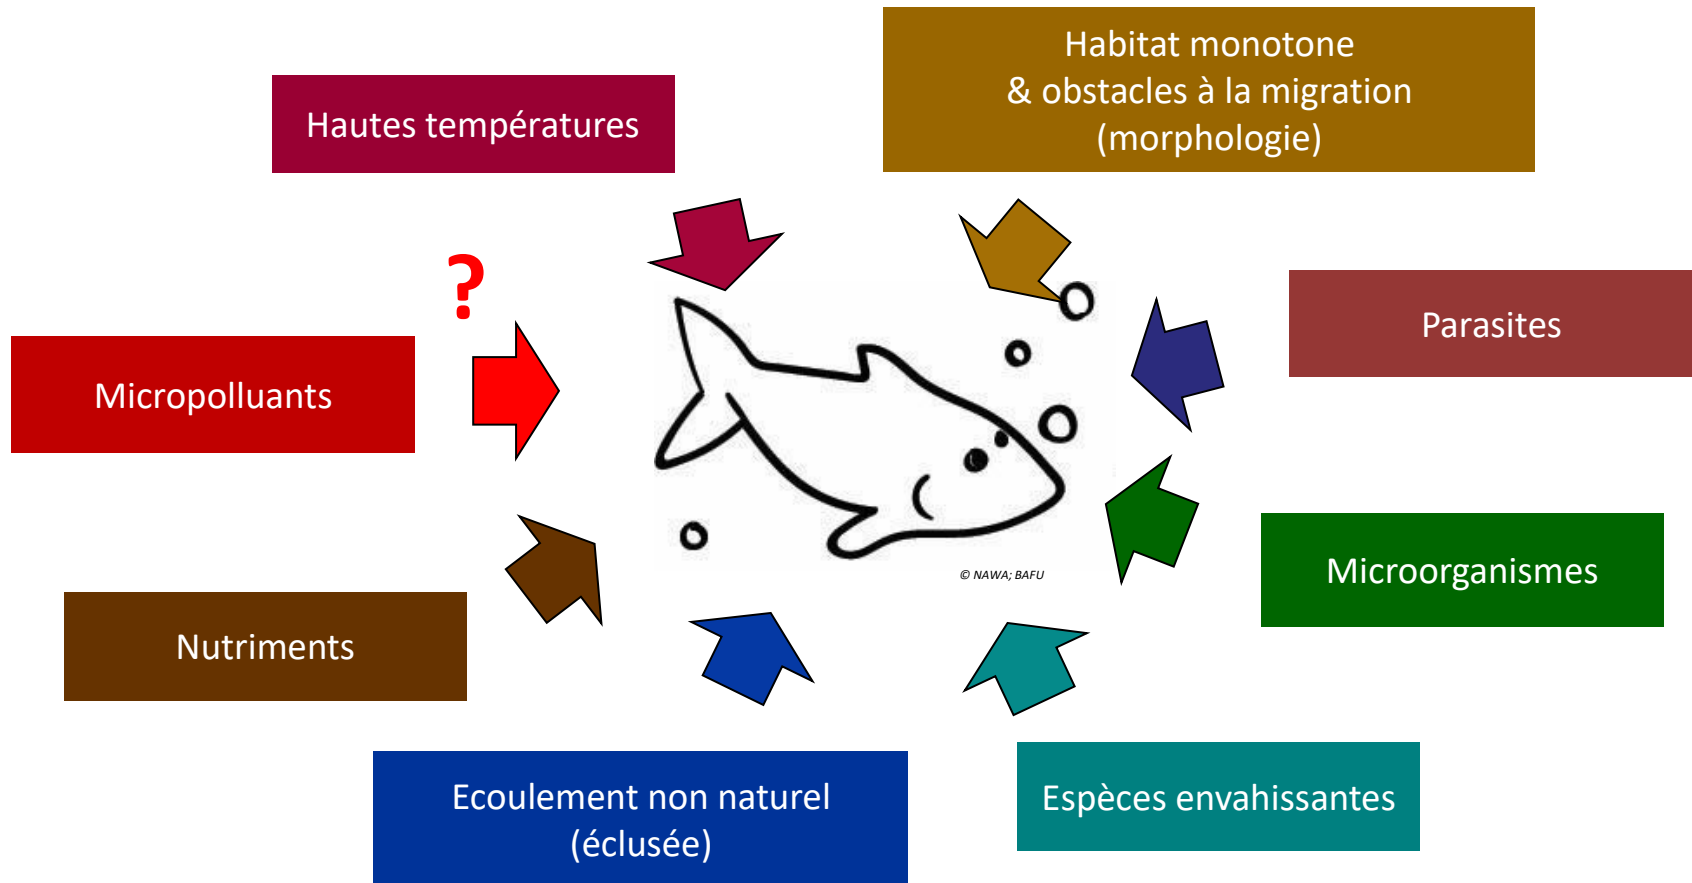 Habitat monotone
& obstacles à la migration
(morphologie)
Hautes températures
?
Parasites
Micropolluants
© NAWA; BAFU
Microorganismes
Nutriments
Ecoulement non naturel
(éclusée)
Espèces envahissantes